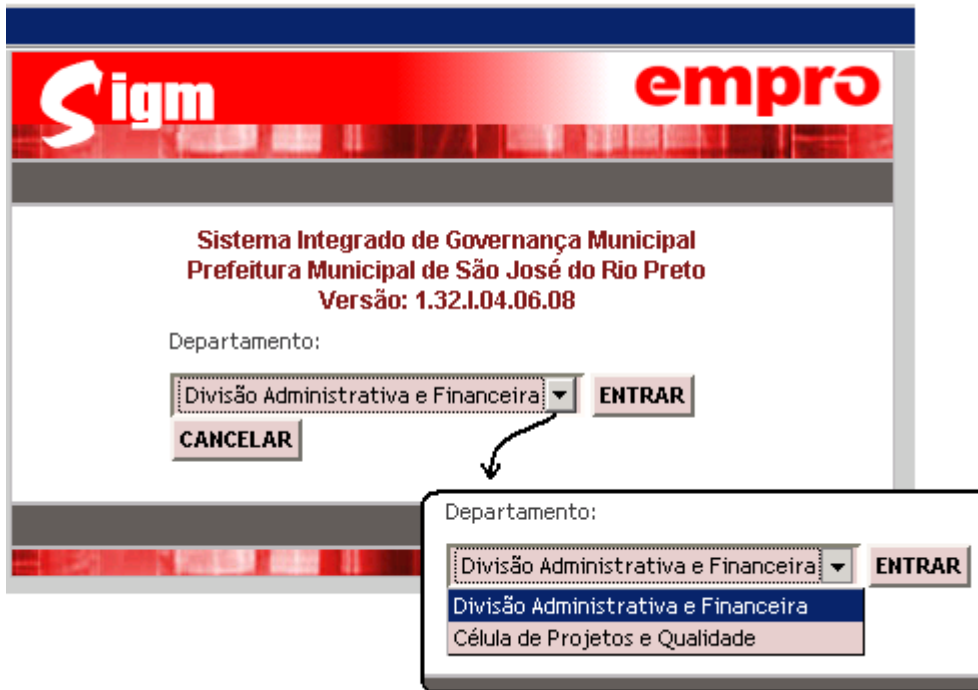 Sigm
empro
Sistema Integrado de Governança Municipal
Prefeitura Municipal de São José do Rio Preto
Versão: 1.32.I.04.06.08
Departamento:
Divisão Administrativa e Financeira ENTRAR
CANCELAR
Departamento:
Divisão Administrativa e Financeira ENTRAR
Divisão Administrativa e Financeira
Célula de Projetos e Qualidade